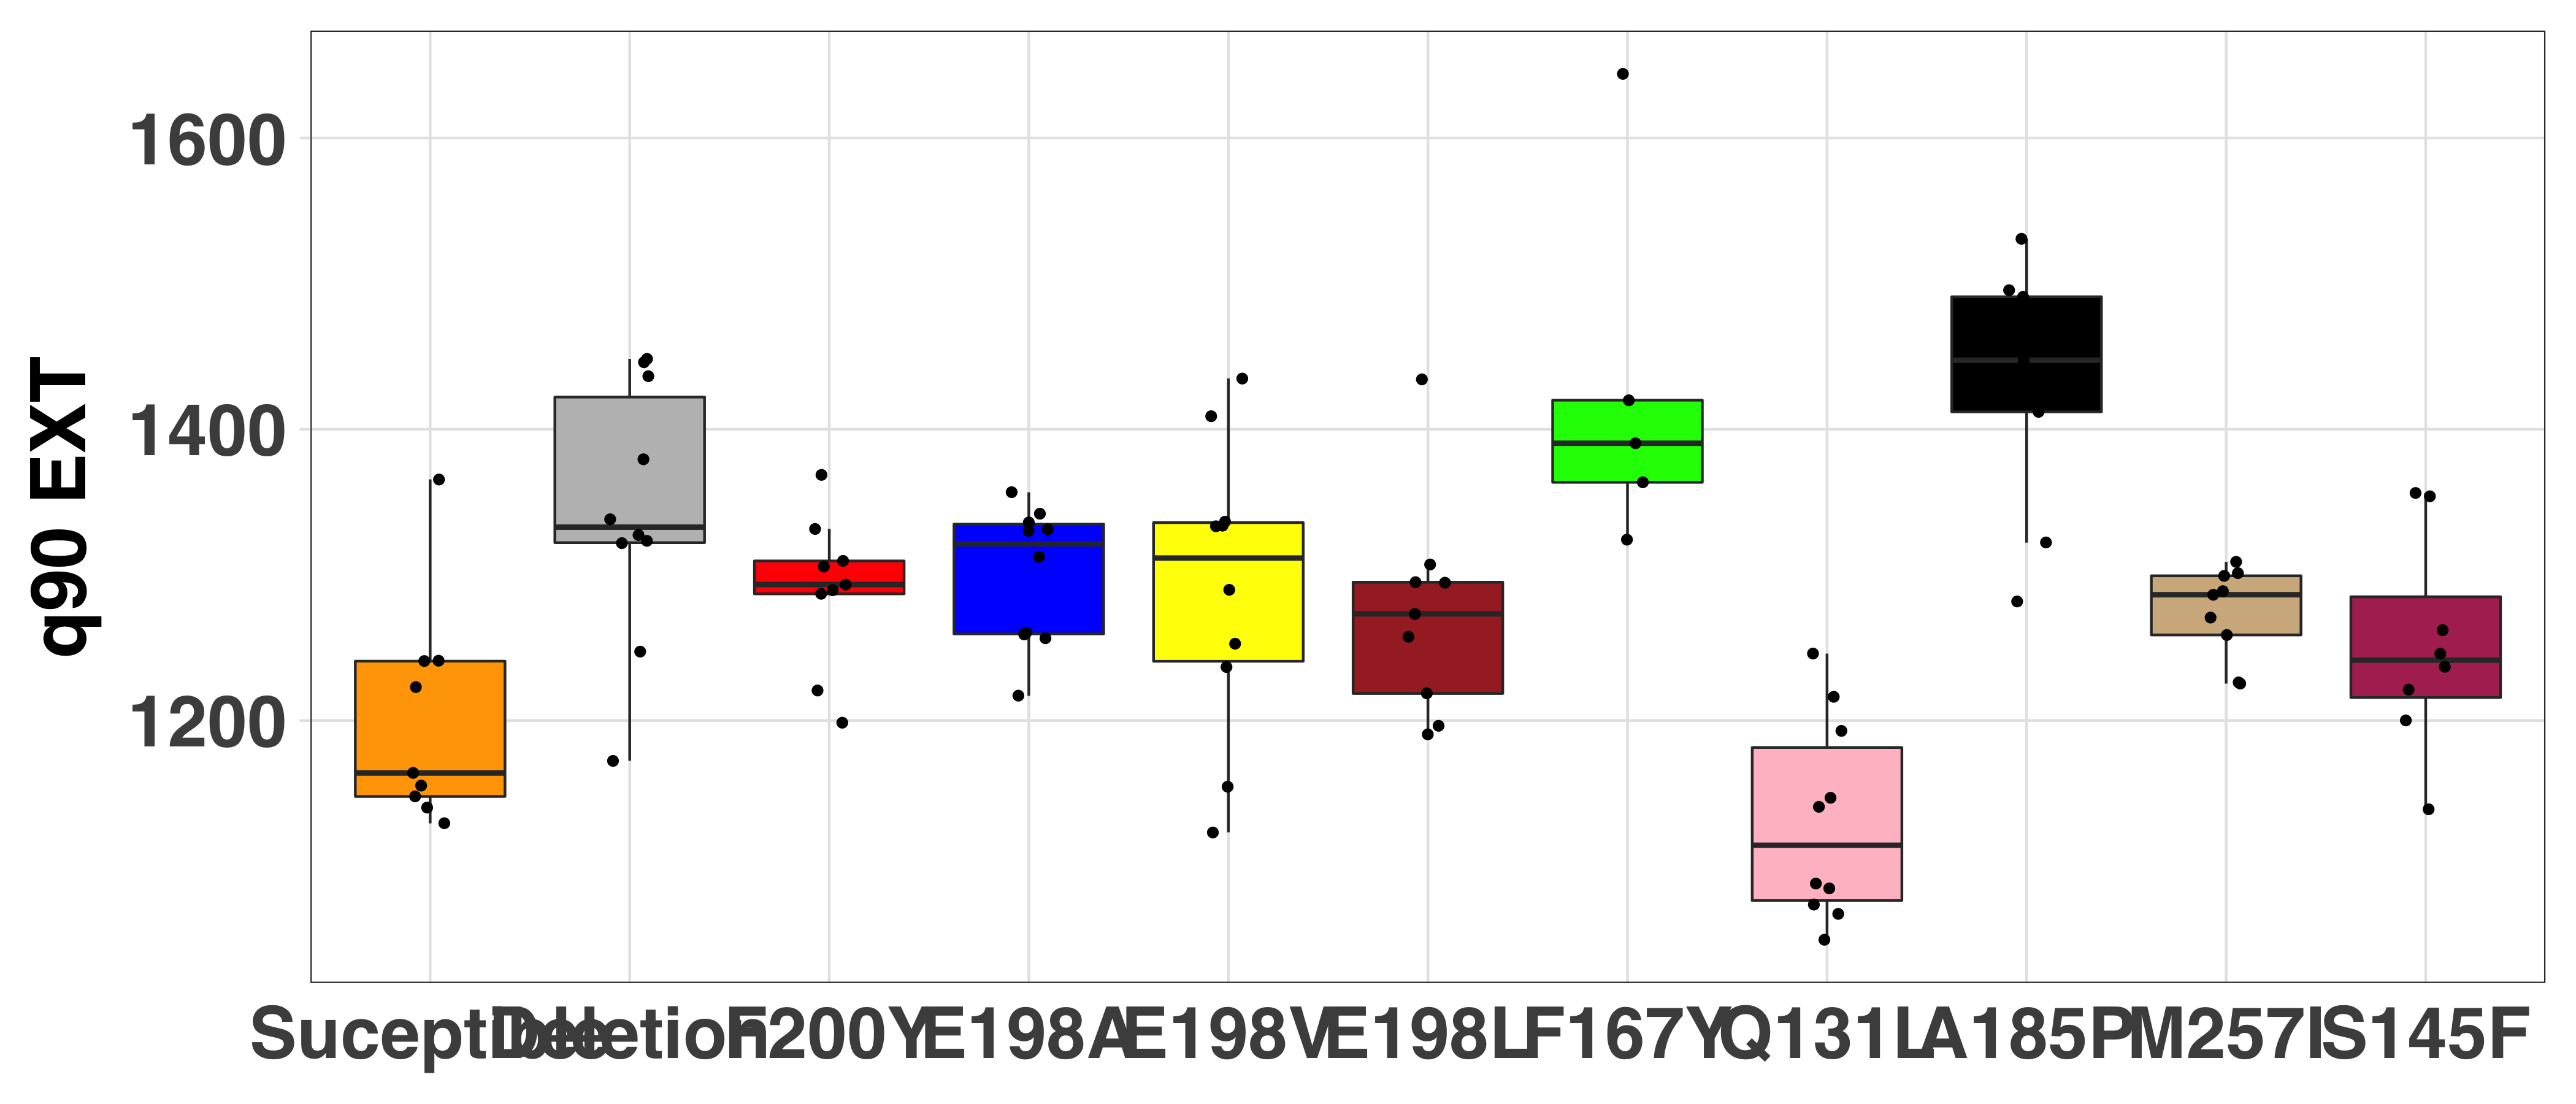 q90 EXT
1600
1400
1200
Suceptible Deletion F200Y E198A E198V E198L F167Y Q131L A185P M257I S145F